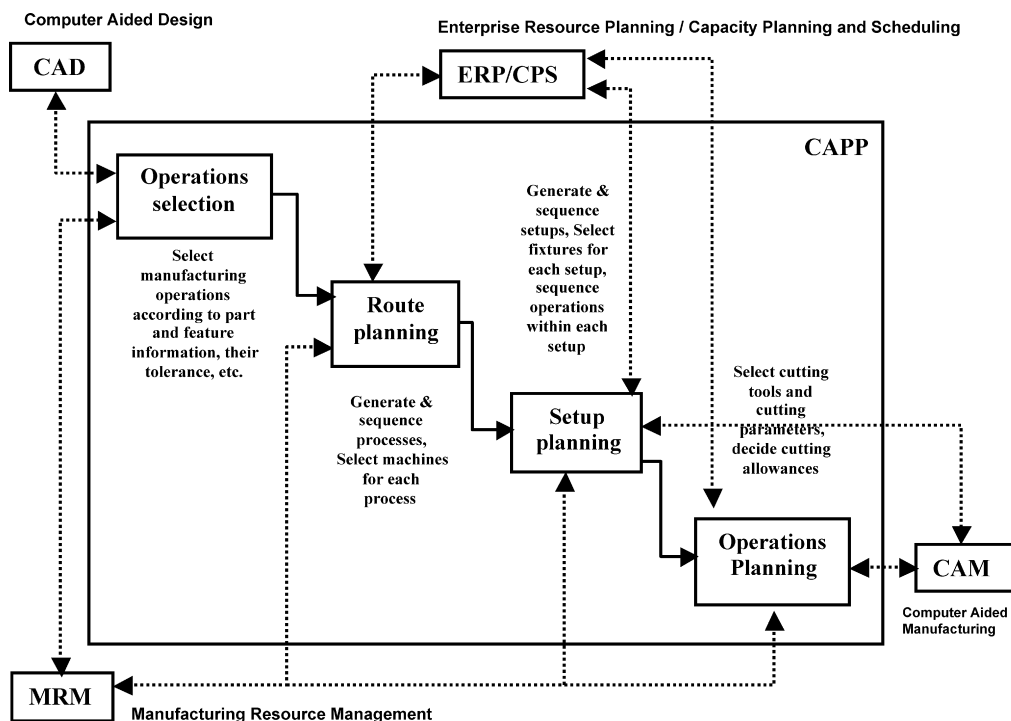 Computer Aided Design
Enterprise Resource Planning / Capacity Planning and Scheduling
CAD
ERP/CPS
CAPP
Operations
selection
Select
manufacturing
operations
according to part
and feature
information, their
tolerance, etc.
Generate &
sequence
setups, Select
fixtures for
each setup,
sequence
operations
within each
setup
Route
planning
Generate &
sequence
processes,
Select machines
for each
process
Setup
planning
Select cutting
tools and
cutting
parameters,
decide cutting
allowances
Operations
Planning
CAM
Computer Aided
Manufacturing
MRM
Manufacturing Resource Management